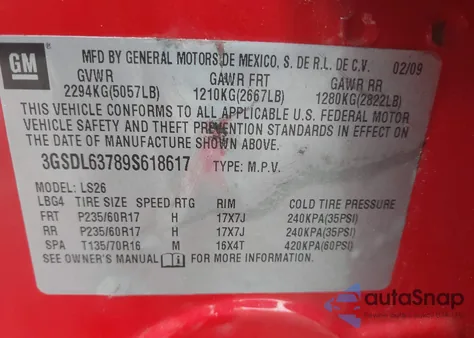 GM
MFD BY GENERAL MOTORS DE MEXICO, S. DE R.L. DE C.V. 02/09
GVWR GAWR FRT GAWR RR
2294KG(5057LB) 1210KG(2667LB) 1280KG(2822LB)
THIS VEHICLE CONFORMS TO ALL APPLICABLE U.S. FEDERAL MOTOR
VEHICLE SAFETY AND THEFT PREVENTION STANDARDS IN EFFECT ON
THE DATE OF MANUFACTURE SHOWN ABOVE.
3GSDL63789S618617 TYPE: M.P.V.
MODEL: LS26
LBG4 TIRE SIZE SPEED RTG RIM COLD TIRE PRESSURE
FRT P235/60R17 H 17X7J 240KPA(35PSI)
RR P235/60R17 H 17X7J 240KPA(35PSI)
SPA T135/70R16 M 16X4T 420KPA(60PSI)
SEE OWNER'S MANUAL FOR MORE INFORMATION.
autoSnap